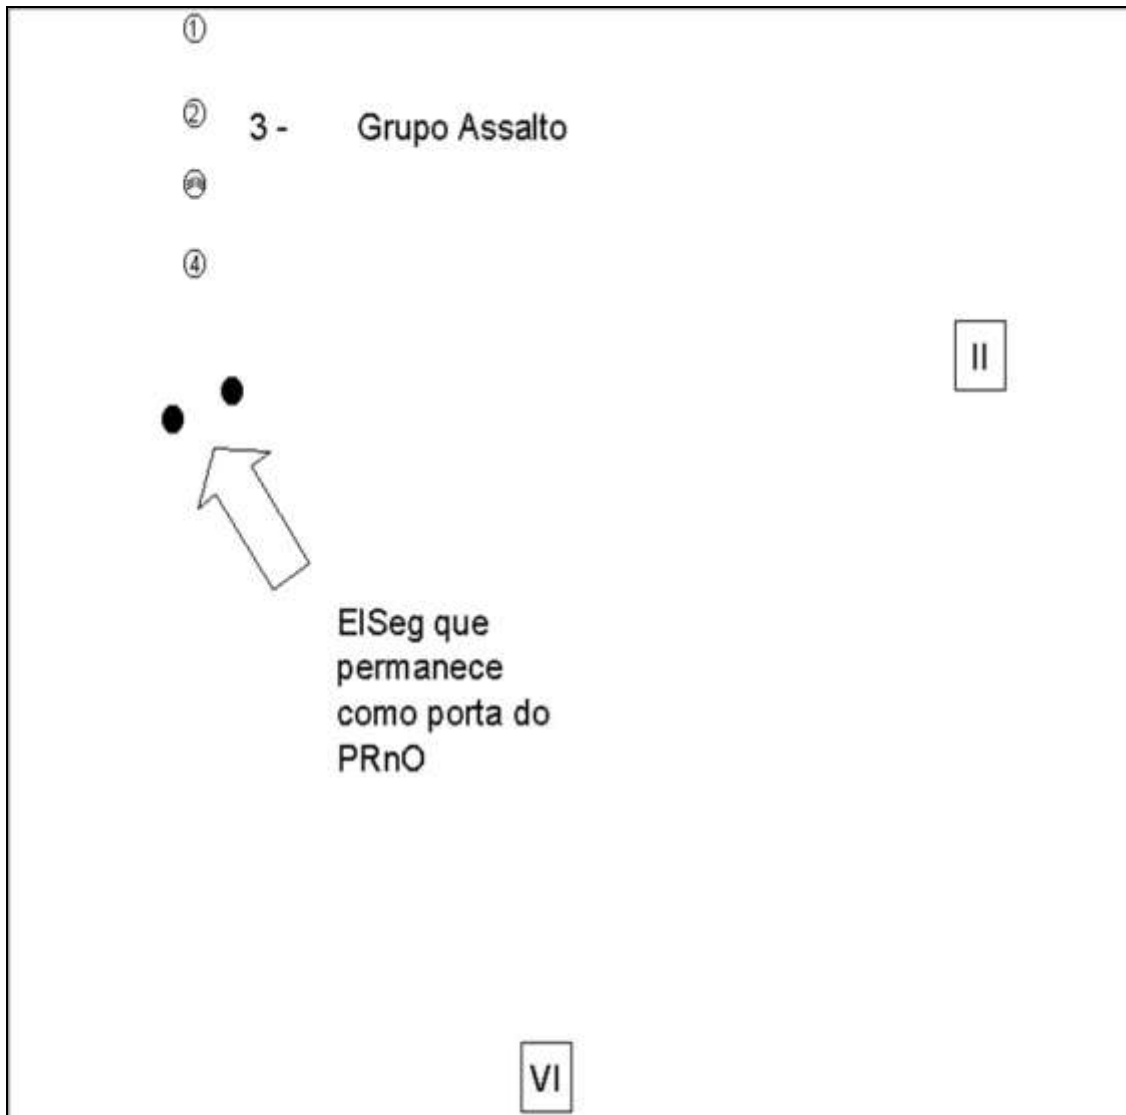 1
2
3 - Grupo Assalto
4
II
ElSeg que
permanece
como porta do
PRnO
VI